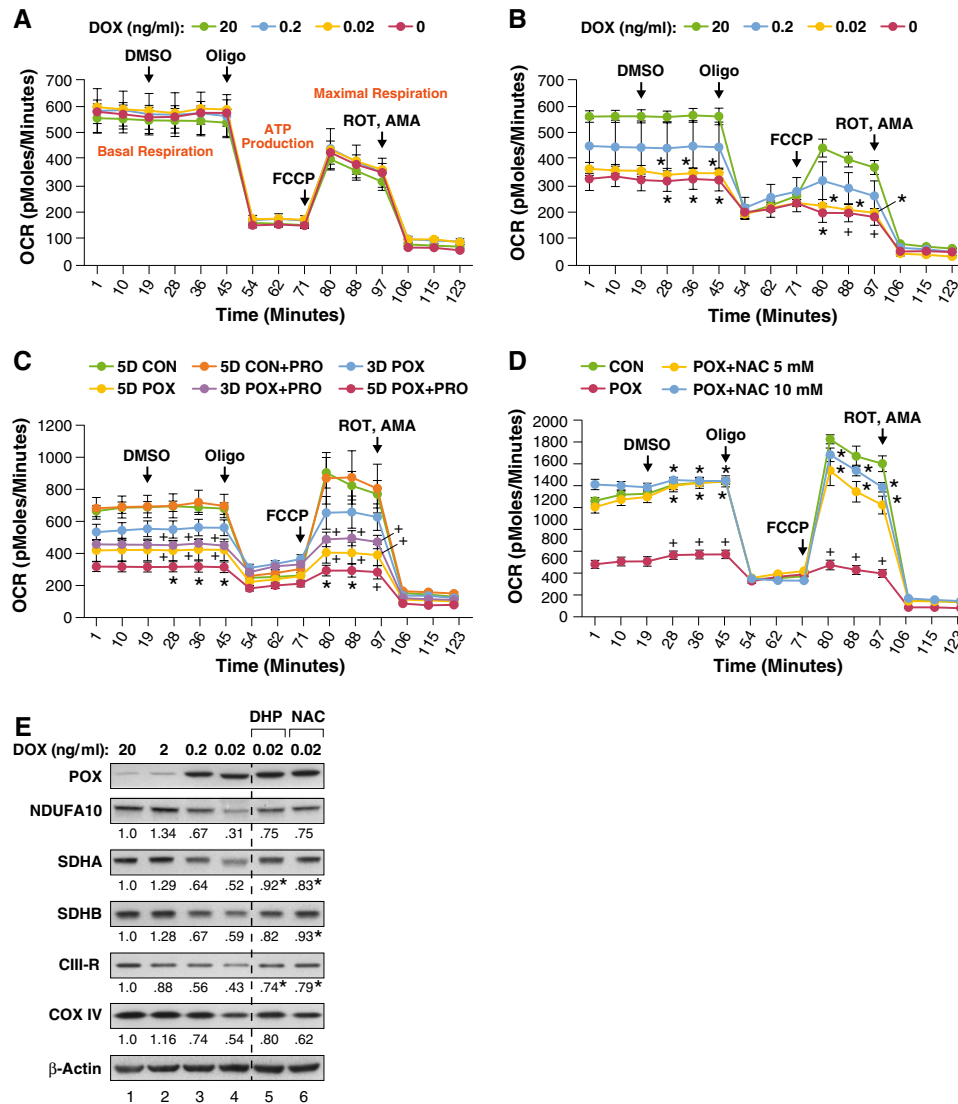 A
DOX (ng/ml): 20 0.2 0.02 0
DMSO Oligo
Maximal Respiration
ROT, AMA
Basal Respiration
ATP Production
FCCP
OCR (pMoles/Minutes)
700
600
500
400
300
200
100
0
1 10 19 28 36 45 54 62 71 80 88 97 106 115 123
Time (Minutes)
B
DOX (ng/ml): 20 0.2 0.02 0
DMSO Oligo
ROT, AMA
FCCP
OCR (pMoles/Minutes)
700
600
500
400
300
200
100
0
* * *
* * *
* * *
* + +
1 10 19 28 36 45 54 62 71 80 88 97 106 115 123
Time (Minutes)
C
5D CON 5D CON+PRO 3D POX
5D POX 3D POX+PRO 5D POX+PRO
ROT, AMA
DMSO Oligo
FCCP
OCR (pMoles/Minutes)
1200
1000
800
600
400
200
0
+ + + + + +
+ + + + + +
* * * * * +
1 10 19 28 36 45 54 62 71 80 88 97 106 115 123
Time (Minutes)
D
CON POX+NAC 5 mM
POX POX+NAC 10 mM
ROT, AMA
DMSO Oligo
FCCP
OCR (pMoles/Minutes)
2000
1800
1600
1400
1200
1000
800
600
400
200
0
* * * * * *
* * * * * *
+ + + + + +
1 10 19 28 36 45 54 62 71 80 88 97 106 115 123
Time (Minutes)
E
DHP NAC
DOX (ng/ml): 20 2 0.2 0.02 0.02 0.02
POX
NDUFA10
1.0 1.34 .67 .31 .75 .75
SDHA
1.0 1.29 .64 .52 .92* .83*
SDHB
1.0 1.28 .67 .59 .82 .93*
CIII-R
1.0 .88 .56 .43 .74* .79*
COX IV
1.0 1.16 .74 .54 .80 .62
β-Actin
1 2 3 4 5 6